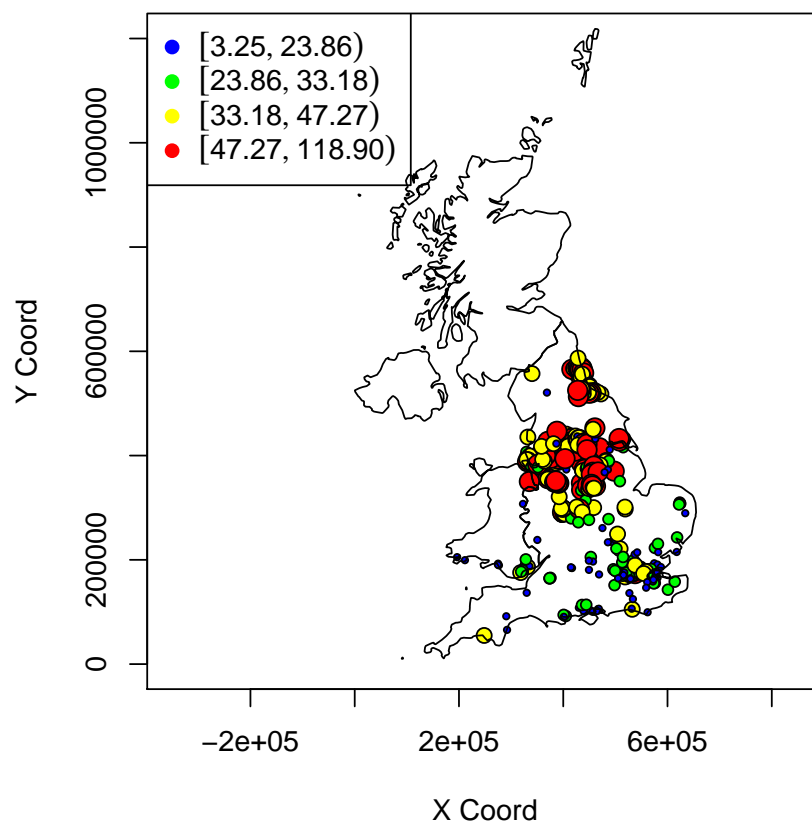 [3.25, 23.86)
[23.86, 33.18)
[33.18, 47.27)
[47.27, 118.90)
1000000
600000
200000
0
Y Coord
−2e+05
2e+05
6e+05
X Coord